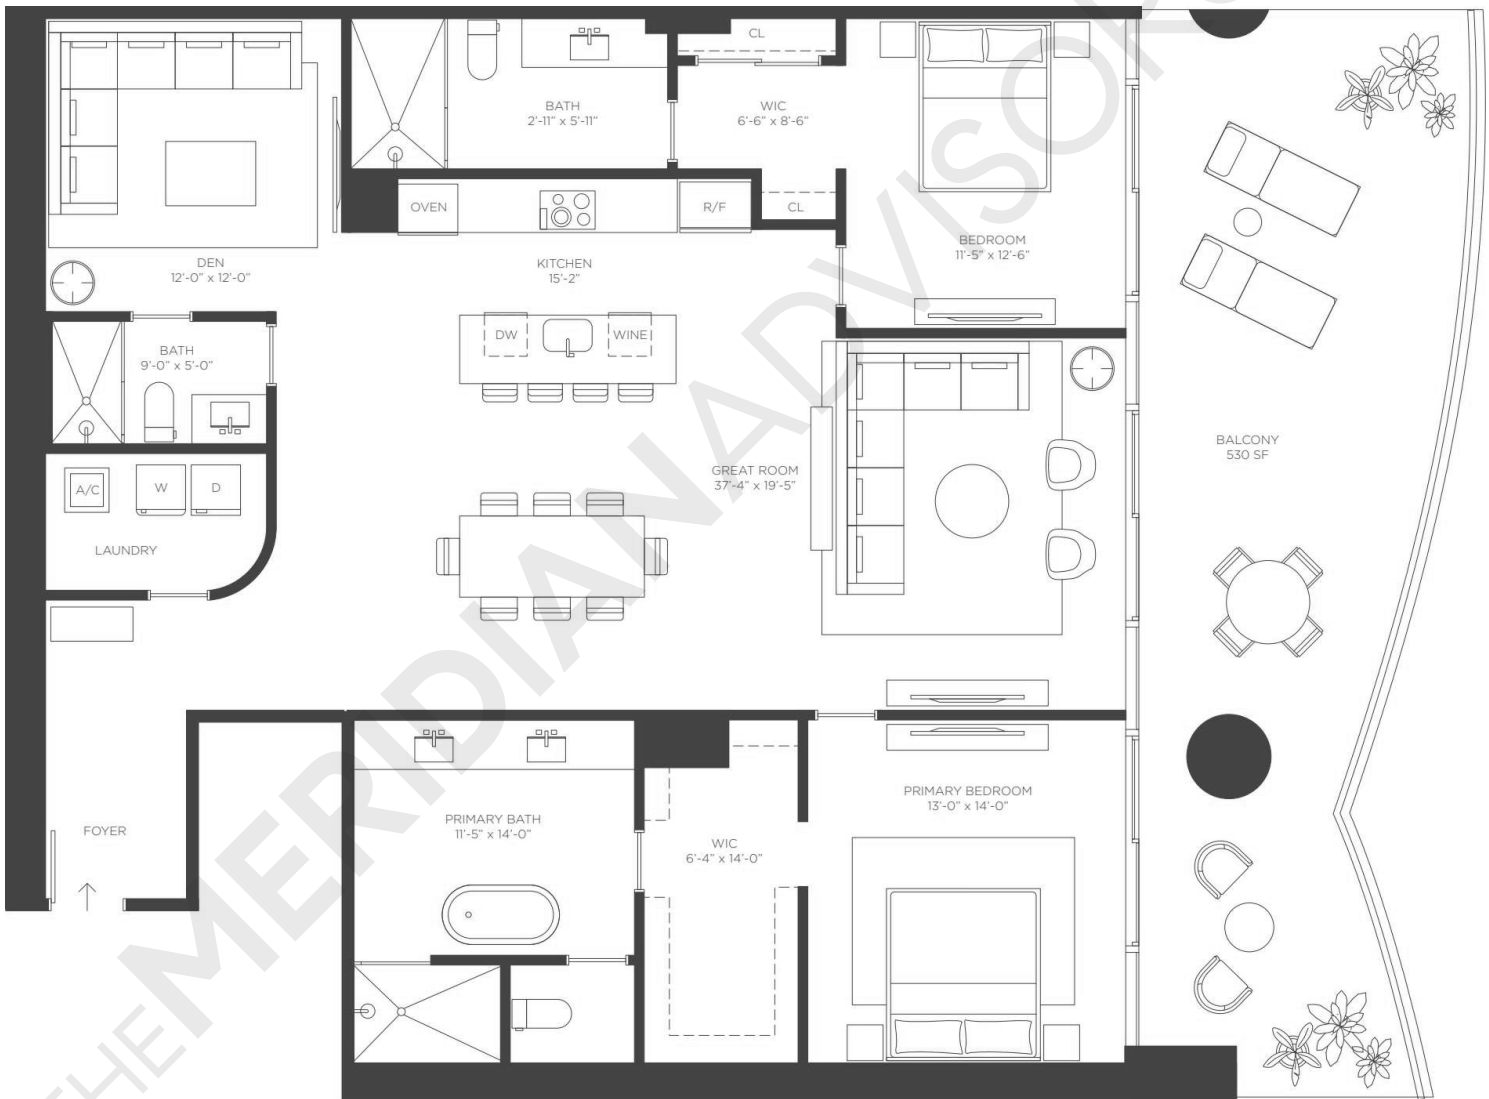 CL
BATH
2'-11" x 5'-11"
WIC
6'-6" x 8'-6"
OVEN
R/F
CL
BEDROOM
11'-5" x 12'-6"
DEN
12'-0" x 12'-0"
KITCHEN
15'-2"
DW
WINE
BATH
9'-0" x 5'-0"
BALCONY
530 SF
GREAT ROOM
37'-4" x 19'-5"
A/C
W
D
LAUNDRY
PRIMARY BEDROOM
13'-0" x 14'-0"
PRIMARY BATH
11'-5" x 14'-0"
FOYER
WIC
6'-4" x 14'-0"
THEMERIDIANADVISORS